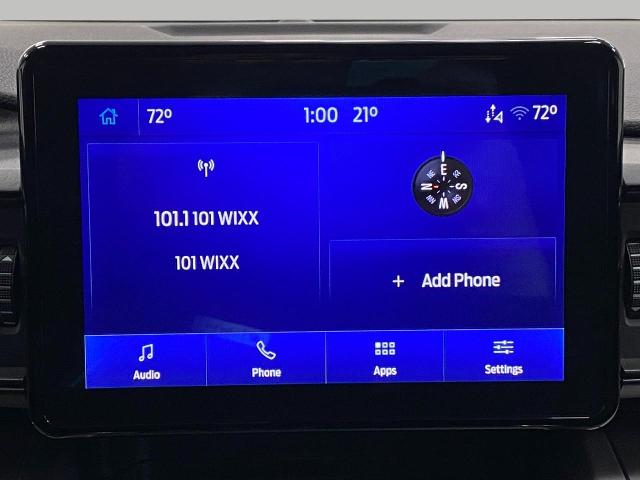 72° 1:00 21° 72°
101.1 101 WIXX
101 WIXX
E
N S
W
+ Add Phone
Audio Phone Apps Settings